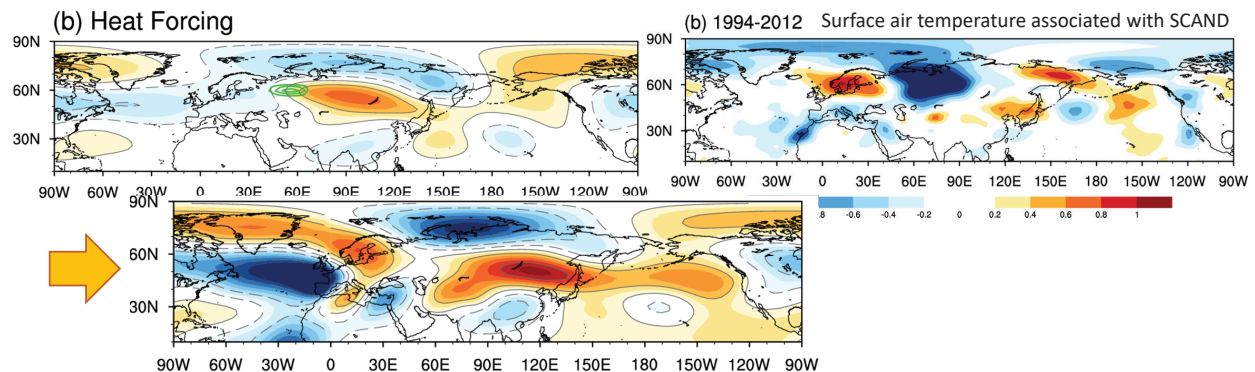 (b) Heat Forcing
90N
60N
30N
90W 60W 30W 0 30E 60E 90E 120E 150E 180 150W 120W 90W
(b) 1994-2012 Surface air temperature associated with SCAND
90N
60N
30N
90W 60W 30W 0 30E 60E 90E 120E 150E 180 150W 120W 90W
.8 -0.6 -0.4 -0.2 0 0.2 0.4 0.6 0.8 1
90N
60N
30N
90W 60W 30W 0 30E 60E 90E 120E 150E 180 150W 120W 90W